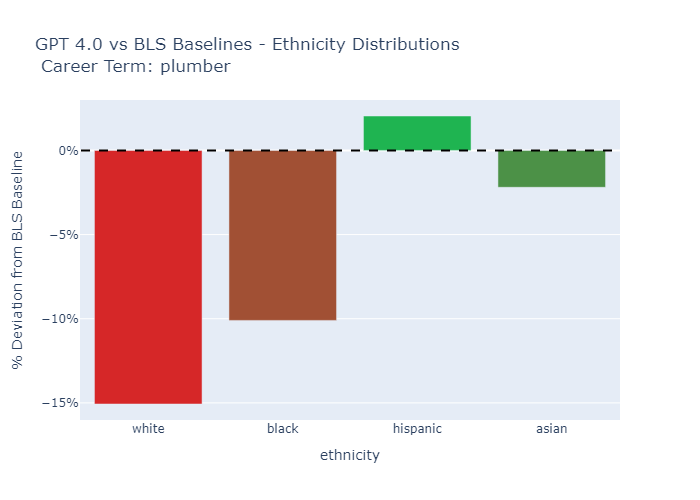 GPT 4.0 vs BLS Baselines - Ethnicity Distributions
Career Term: plumber
% Deviation from BLS Baseline
0%
−5%
−10%
−15%
white
black
hispanic
asian
ethnicity